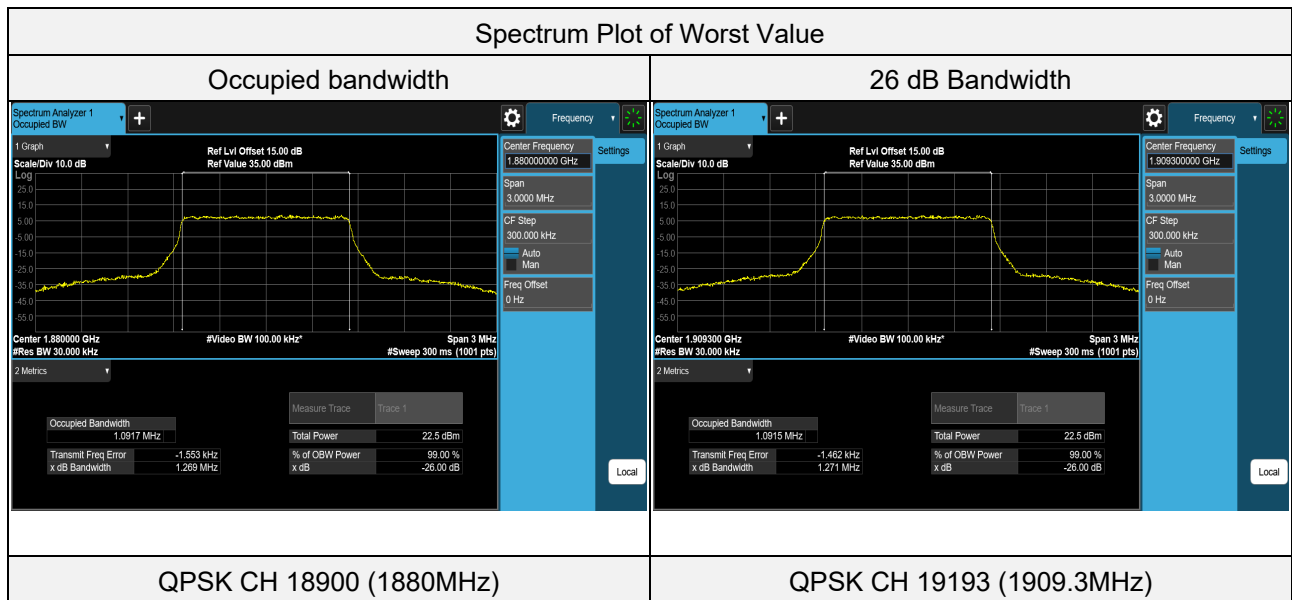 Spectrum Plot of Worst Value
Occupied bandwidth
26 dB Bandwidth
Spectrum Analyzer 1
Occupied BW
+
Frequency
1 Graph
Scale/Div 10.0 dB
Ref Lvl Offset 15.00 dB
Ref Value 35.00 dBm
Log
25.0
15.0
5.00
-5.00
-15.0
-25.0
-35.0
-45.0
-55.0
Center 1.880000 GHz
#Video BW 100.00 kHz*
Span 3 MHz
#Res BW 30.000 kHz
#Sweep 300 ms (1001 pts)
Center Frequency
1.880000000 GHz
Settings
Span
3.0000 MHz
CF Step
300.000 kHz
Auto
Man
Freq Offset
0 Hz
Local
2 Metrics
Measure Trace Trace 1
Occupied Bandwidth
1.0917 MHz
Total Power 22.5 dBm
Transmit Freq Error -1.553 kHz
% of OBW Power 99.00 %
x dB Bandwidth 1.269 MHz
x dB -26.00 dB
Spectrum Analyzer 1
Occupied BW
+
Frequency
1 Graph
Scale/Div 10.0 dB
Ref Lvl Offset 15.00 dB
Ref Value 35.00 dBm
Log
25.0
15.0
5.00
-5.00
-15.0
-25.0
-35.0
-45.0
-55.0
Center 1.909300 GHz
#Video BW 100.00 kHz*
Span 3 MHz
#Res BW 30.000 kHz
#Sweep 300 ms (1001 pts)
Center Frequency
1.909300000 GHz
Settings
Span
3.0000 MHz
CF Step
300.000 kHz
Auto
Man
Freq Offset
0 Hz
Local
2 Metrics
Measure Trace Trace 1
Occupied Bandwidth
1.0915 MHz
Total Power 22.5 dBm
Transmit Freq Error -1.462 kHz
% of OBW Power 99.00 %
x dB Bandwidth 1.271 MHz
x dB -26.00 dB
QPSK CH 18900 (1880MHz)
QPSK CH 19193 (1909.3MHz)